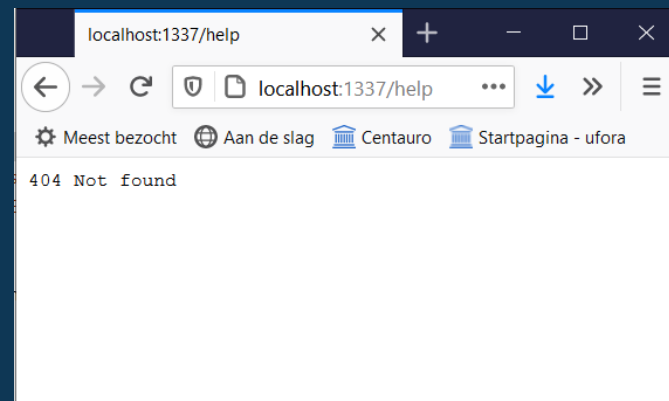 localhost:1337/help
localhost:1337/help
Meest bezocht Aan de slag Centauro Startpagina - ufora
404 Not found